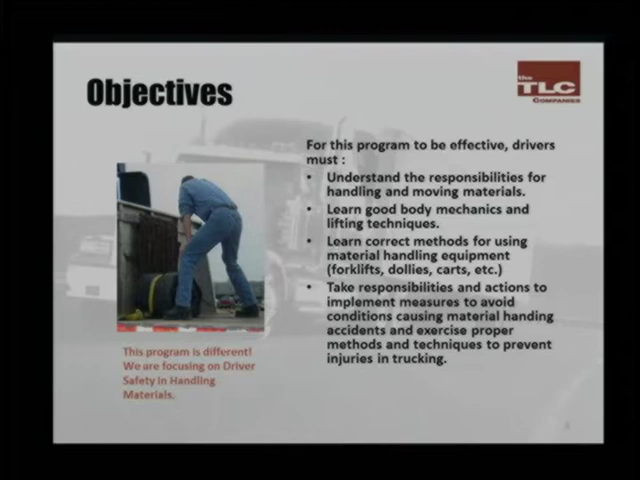 Objectives
the
TLC
COMPANIES
For this program to be effective, drivers
must :
• Understand the responsibilities for
handling and moving materials.
• Learn good body mechanics and
lifting techniques.
• Learn correct methods for using
material handling equipment
(forklifts, dollies, carts, etc.)
• Take responsibilities and actions to
implement measures to avoid
conditions causing material handing
accidents and exercise proper
methods and techniques to prevent
injuries in trucking.
This program is different!
We are focusing on Driver
Safety in Handling
Materials.